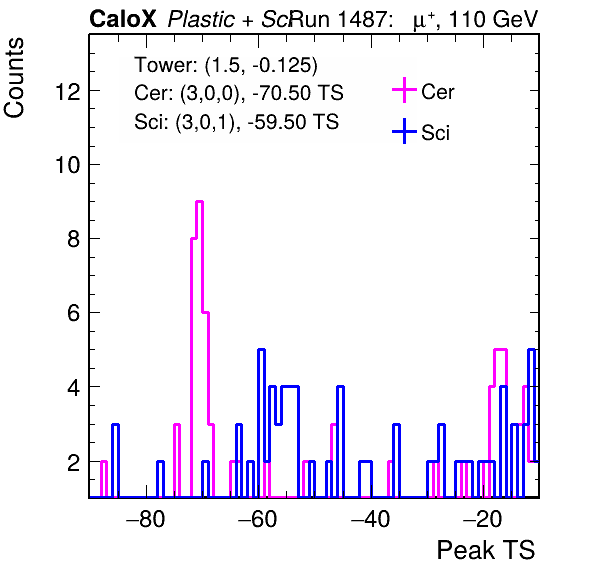 CaloX Plastic + Sci Run 1487: μ⁺, 110 GeV
Tower: (1.5, -0.125)
Cer: (3,0,0), -70.50 TS
Sci: (3,0,1), -59.50 TS
Cer
Sci
Counts
12
10
8
6
4
2
−80 −60 −40 −20
Peak TS